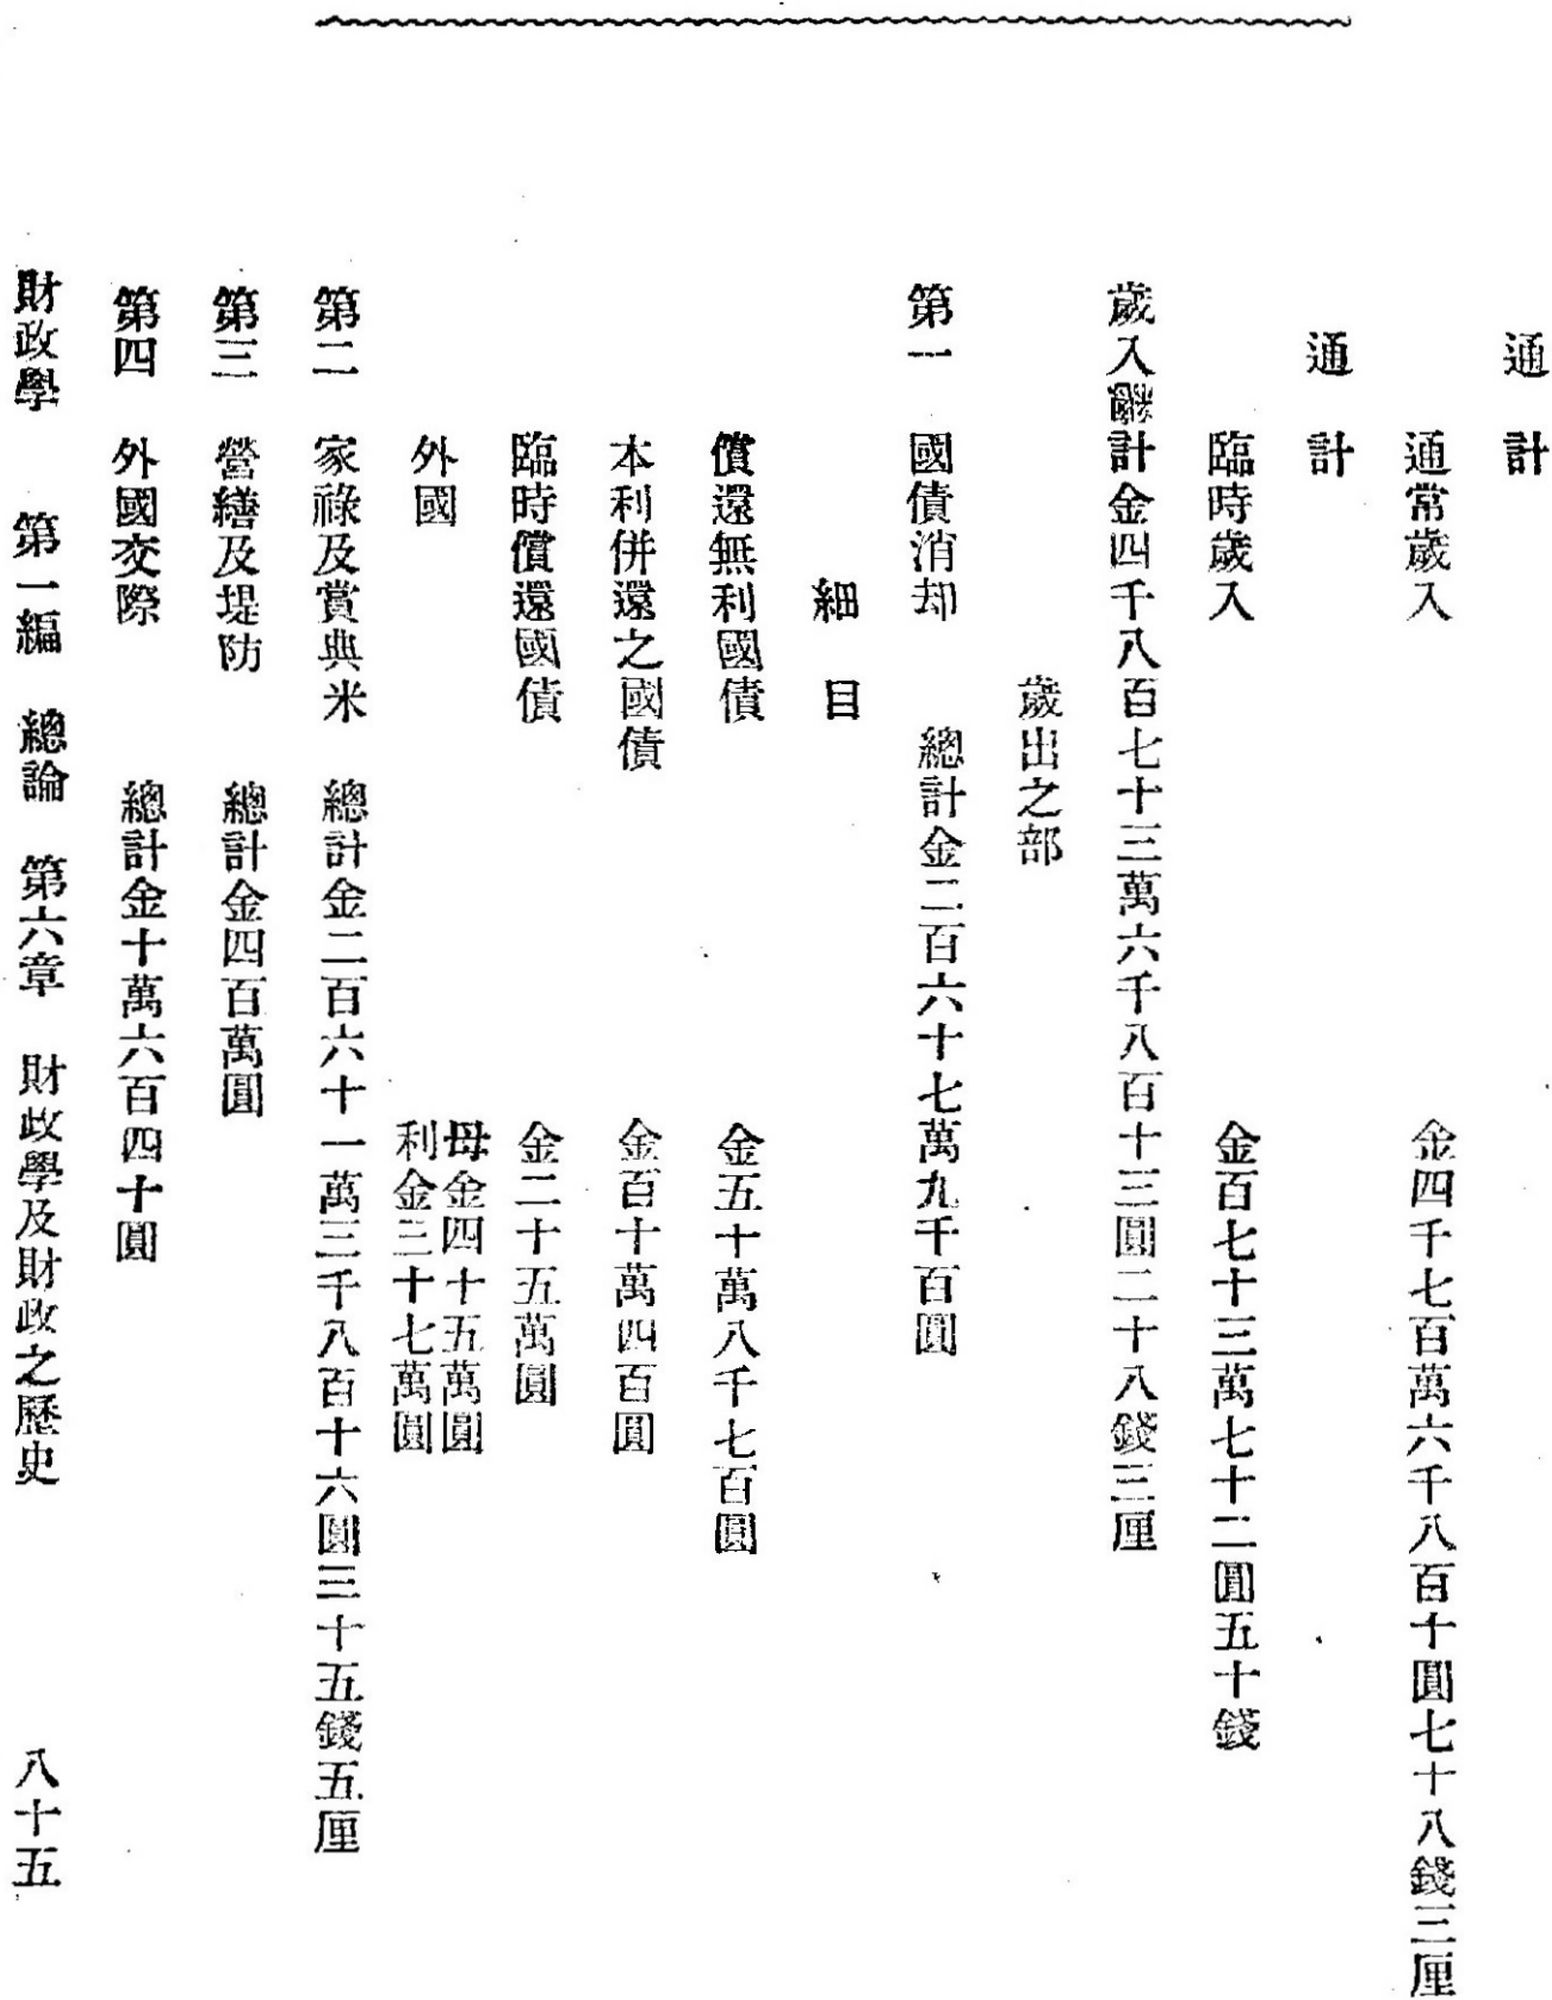 通計
通常歲入 金四千七百萬六千八百十圓七十八錢三厘
通計
臨時歲入 金百七十三萬七十二圓五十錢
歲入計金四千八百七十三萬六千八百十三圓二十八錢三厘
歲出之部
第一 國債消却 總計金二百六十七萬九千百圓
細目
償還無利國債 金五十萬八千七百圓
本利併還之國債 金百十萬四百圓
臨時償還國債 金二十五萬圓
外國 母金四十五萬圓
利金三十七萬圓
第二 家祿及賞典米 總計金二百六十一萬三千八百十六圓三十五錢五厘
第三 營繕及堤防 總計金四百萬圓
第四 外國交際 總計金十萬六百四十圓
財政學 第一編 總論 第六章 財政學及財政之歷史 八十五